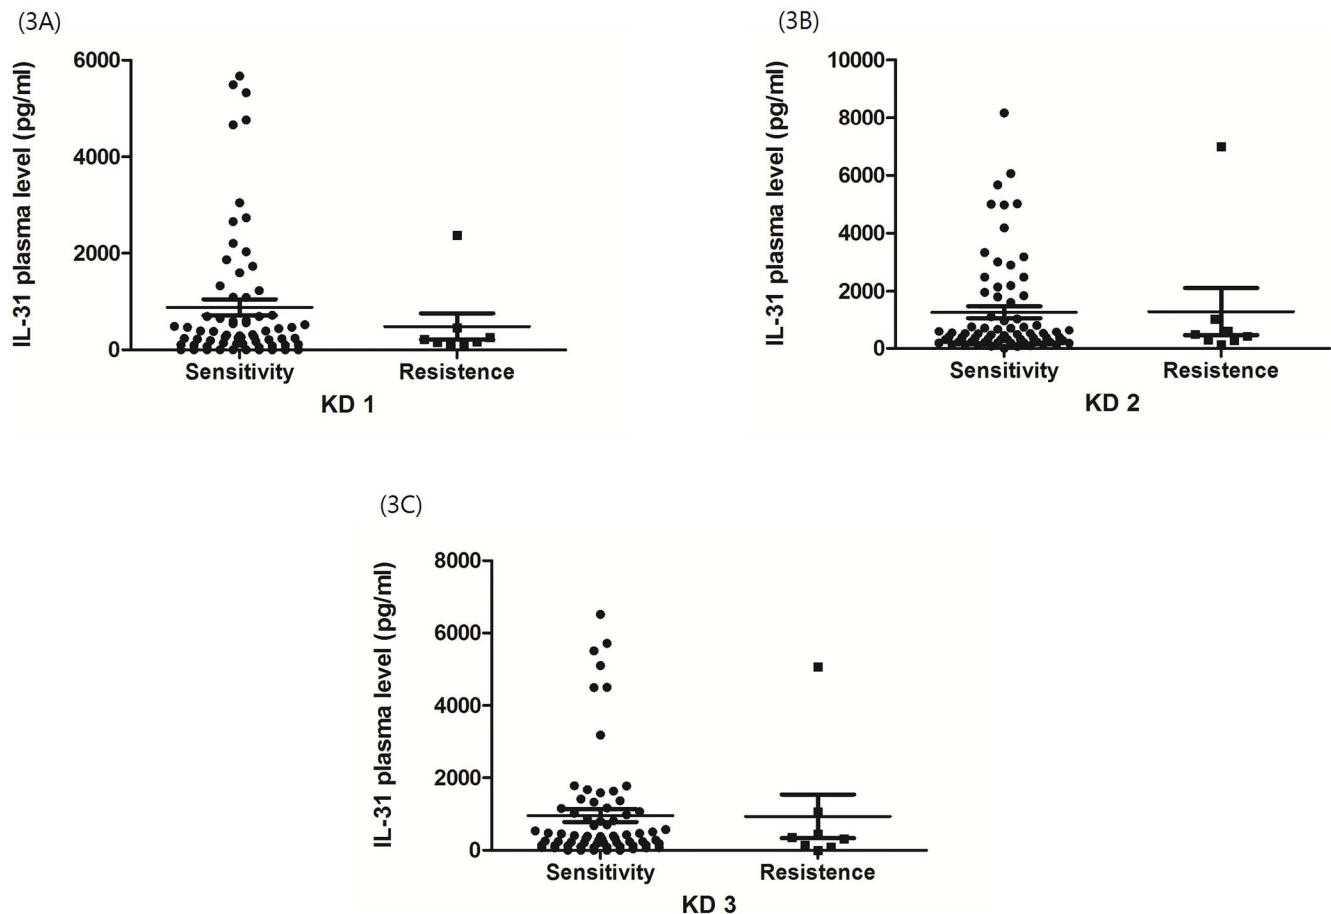 (3A)
IL-31 plasma level (pg/ml)
6000
4000
2000
0
Sensitivity Resistence
KD 1
(3B)
IL-31 plasma level (pg/ml)
10000
8000
6000
4000
2000
0
Sensitivity Resistence
KD 2
(3C)
IL-31 plasma level (pg/ml)
8000
6000
4000
2000
0
Sensitivity Resistence
KD 3